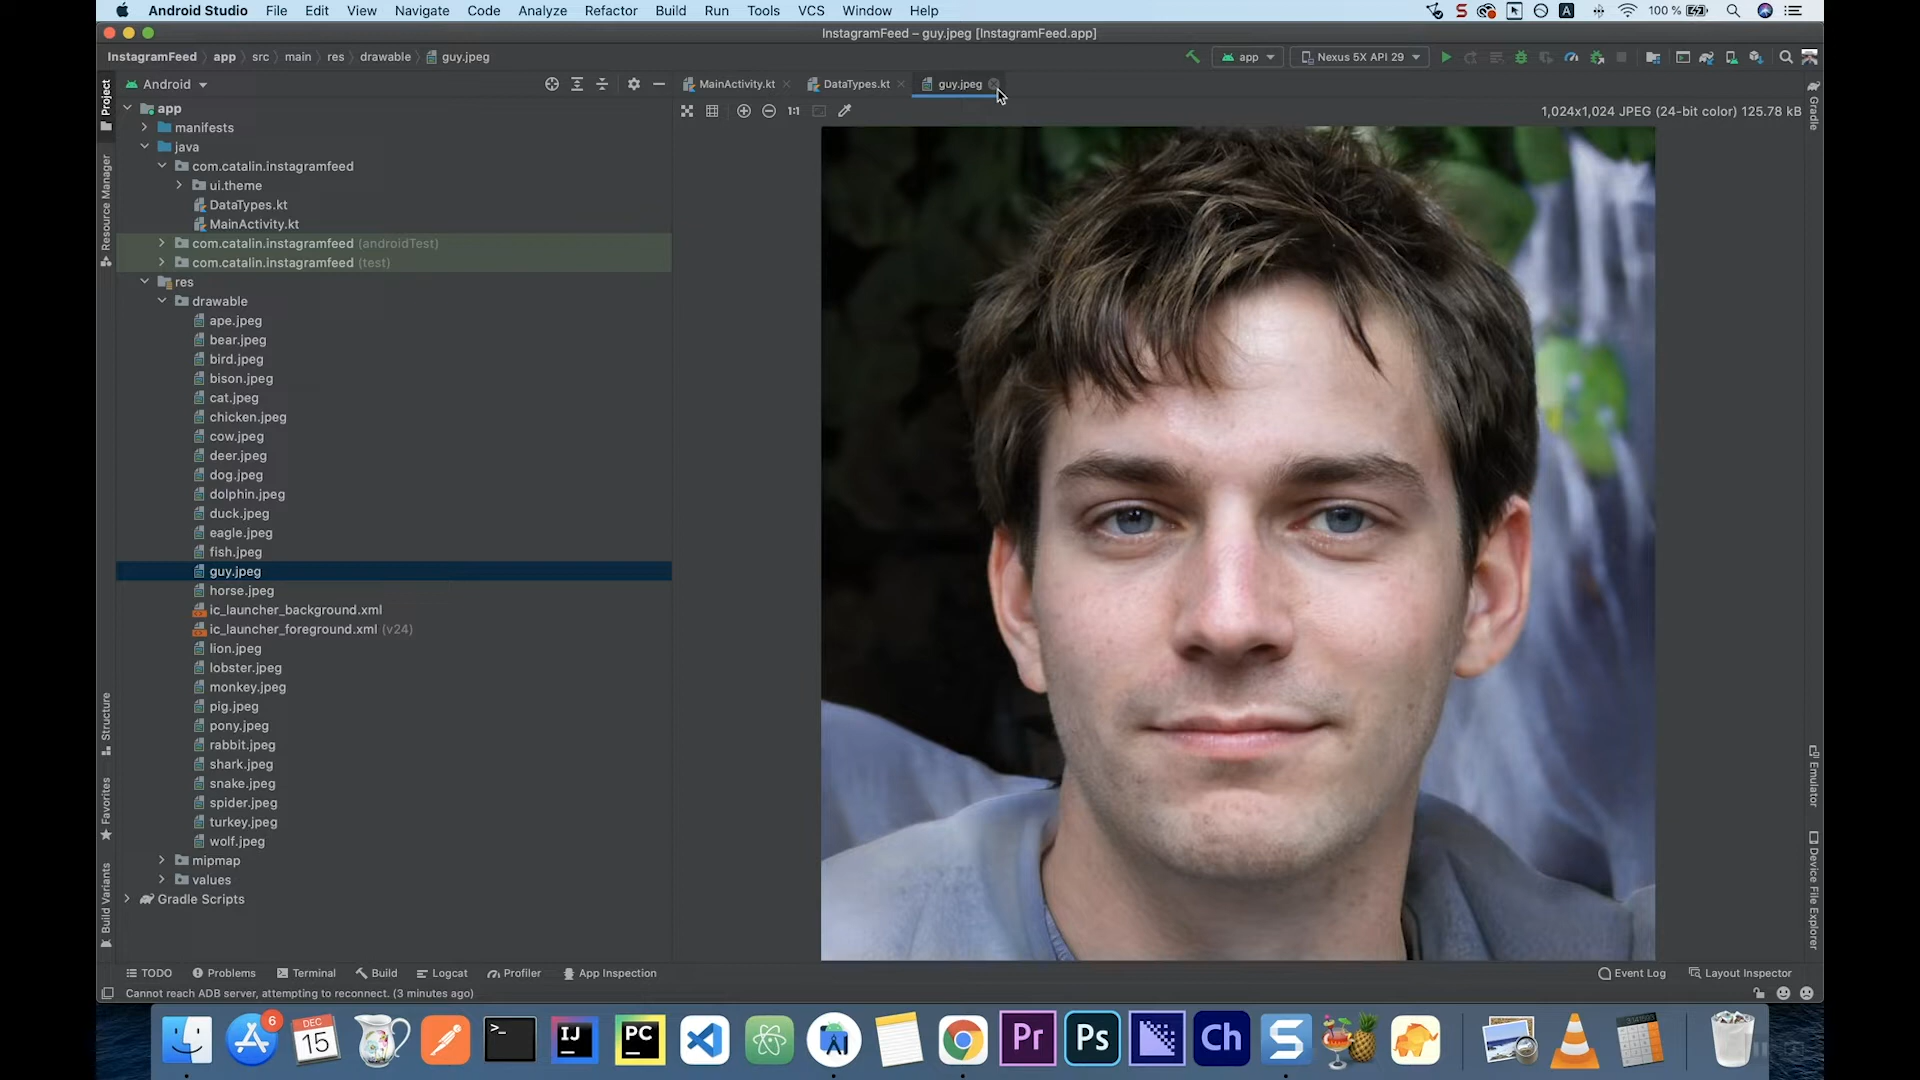 Android Studio File Edit View Navigate Code Analyze Refactor Build Run Tools VCS Window Help
A 100 %
InstagramFeed – guy.jpeg [InstagramFeed.app]
InstagramFeed app src main res drawable guy.jpeg
app Nexus 5X API 29
Android
MainActivity.kt DataTypes.kt guy.jpeg
1:1
1,024x1,024 JPEG (24-bit color) 125.78 kB
Project
Resource Manager
Structure
Favorites
Build Variants
app
manifests
java
com.catalin.instagramfeed
ui.theme
DataTypes.kt
MainActivity.kt
com.catalin.instagramfeed (androidTest)
com.catalin.instagramfeed (test)
res
drawable
ape.jpeg
bear.jpeg
bird.jpeg
bison.jpeg
cat.jpeg
chicken.jpeg
cow.jpeg
deer.jpeg
dog.jpeg
dolphin.jpeg
duck.jpeg
eagle.jpeg
fish.jpeg
guy.jpeg
horse.jpeg
ic_launcher_background.xml
ic_launcher_foreground.xml (v24)
lion.jpeg
lobster.jpeg
monkey.jpeg
pig.jpeg
pony.jpeg
rabbit.jpeg
shark.jpeg
snake.jpeg
spider.jpeg
turkey.jpeg
wolf.jpeg
mipmap
values
Gradle Scripts
Gradle
Emulator
Device File Explorer
TODO Problems Terminal Build Logcat Profiler App Inspection
Event Log Layout Inspector
Cannot reach ADB server, attempting to reconnect. (3 minutes ago)
6
DEC
15
>_
IJ
PC
Pr
Ps
Ch
S